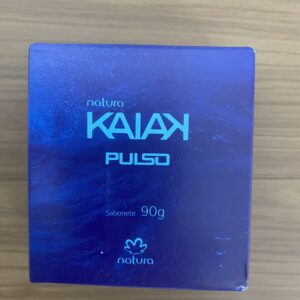 natura
KAIAK
PULSO
Sabonete 90g
natura